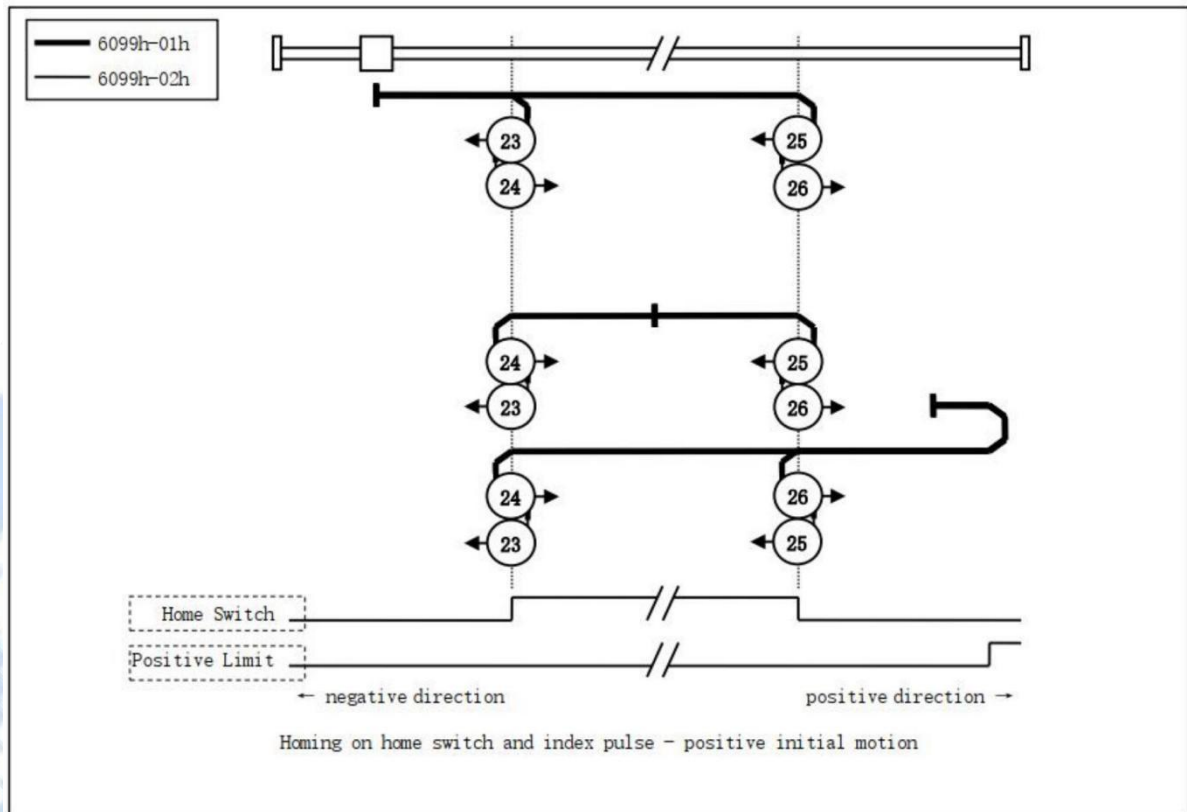 6099h-01h
6099h-02h
23
25
24
26
24
25
23
26
24
26
23
25
Home Switch
Positive Limit
← negative direction
positive direction →
Homing on home switch and index pulse - positive initial motion